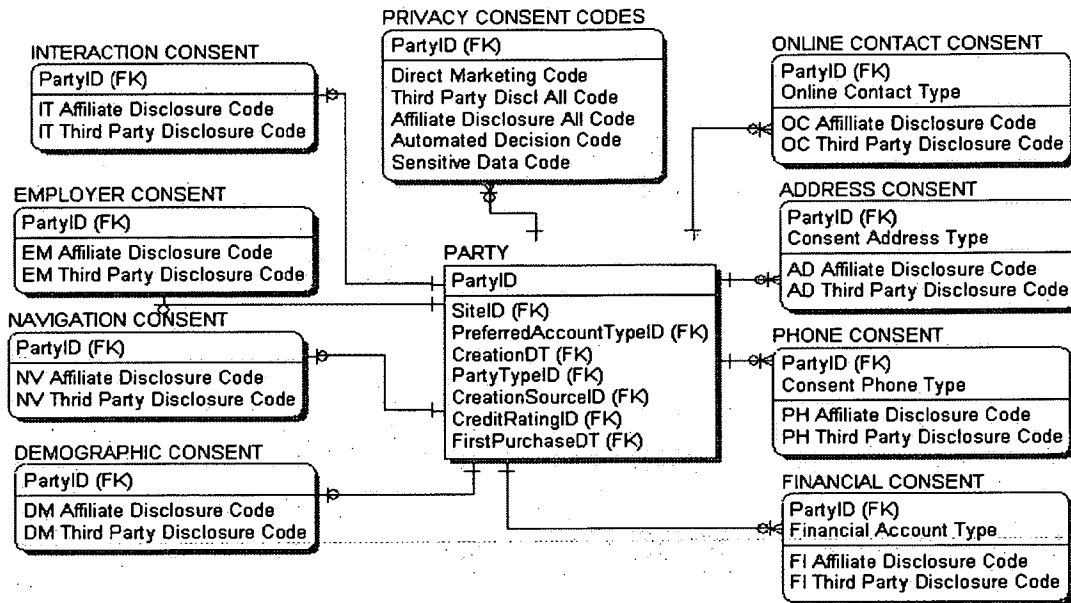 PRIVACY CONSENT CODES
PartyID (FK)
Direct Marketing Code
Third Party Discl All Code
Affiliate Disclosure All Code
Automated Decision Code
Sensitive Data Code
INTERACTION CONSENT
PartyID (FK)
IT Affiliate Disclosure Code
IT Third Party Disclosure Code
EMPLOYER CONSENT
PartyID (FK)
EM Affiliate Disclosure Code
EM Third Party Disclosure Code
NAVIGATION CONSENT
PartyID (FK)
NV Affiliate Disclosure Code
NV Thrid Party Disclosure Code
DEMOGRAPHIC CONSENT
PartyID (FK)
DM Affiliate Disclosure Code
DM Third Party Disclosure Code
PARTY
PartyID
SiteID (FK)
PreferredAccountTypeID (FK)
CreationDT (FK)
PartyTypeID (FK)
CreationSourceID (FK)
CreditRatingID (FK)
FirstPurchaseDT (FK)
ONLINE CONTACT CONSENT
PartyID (FK)
Online Contact Type
OC Affilliate Disclosure Code
OC Third Party Disclosure Code
ADDRESS CONSENT
PartyID (FK)
Consent Address Type
AD Affiliate Disclosure Code
AD Third Party Disclosure Code
PHONE CONSENT
PartyID (FK)
Consent Phone Type
PH Affiliate Disclosure Code
PH Third Party Disclosure Code
FINANCIAL CONSENT
PartyID (FK)
Financial Account Type
FI Affiliate Disclosure Code
FI Third Party Disclosure Code